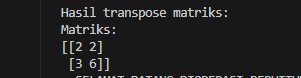 Hasil transpose matriks:
Matriks:
[[2 2]
 [3 6]]